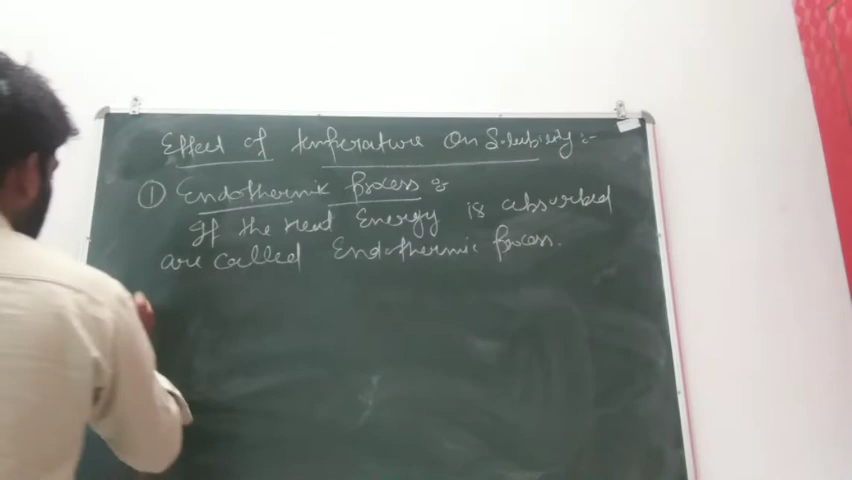 Effect of temperature On Solubility :-
① Endothermic process :-
If the heat Energy is absorbed
are called Endothermic process.